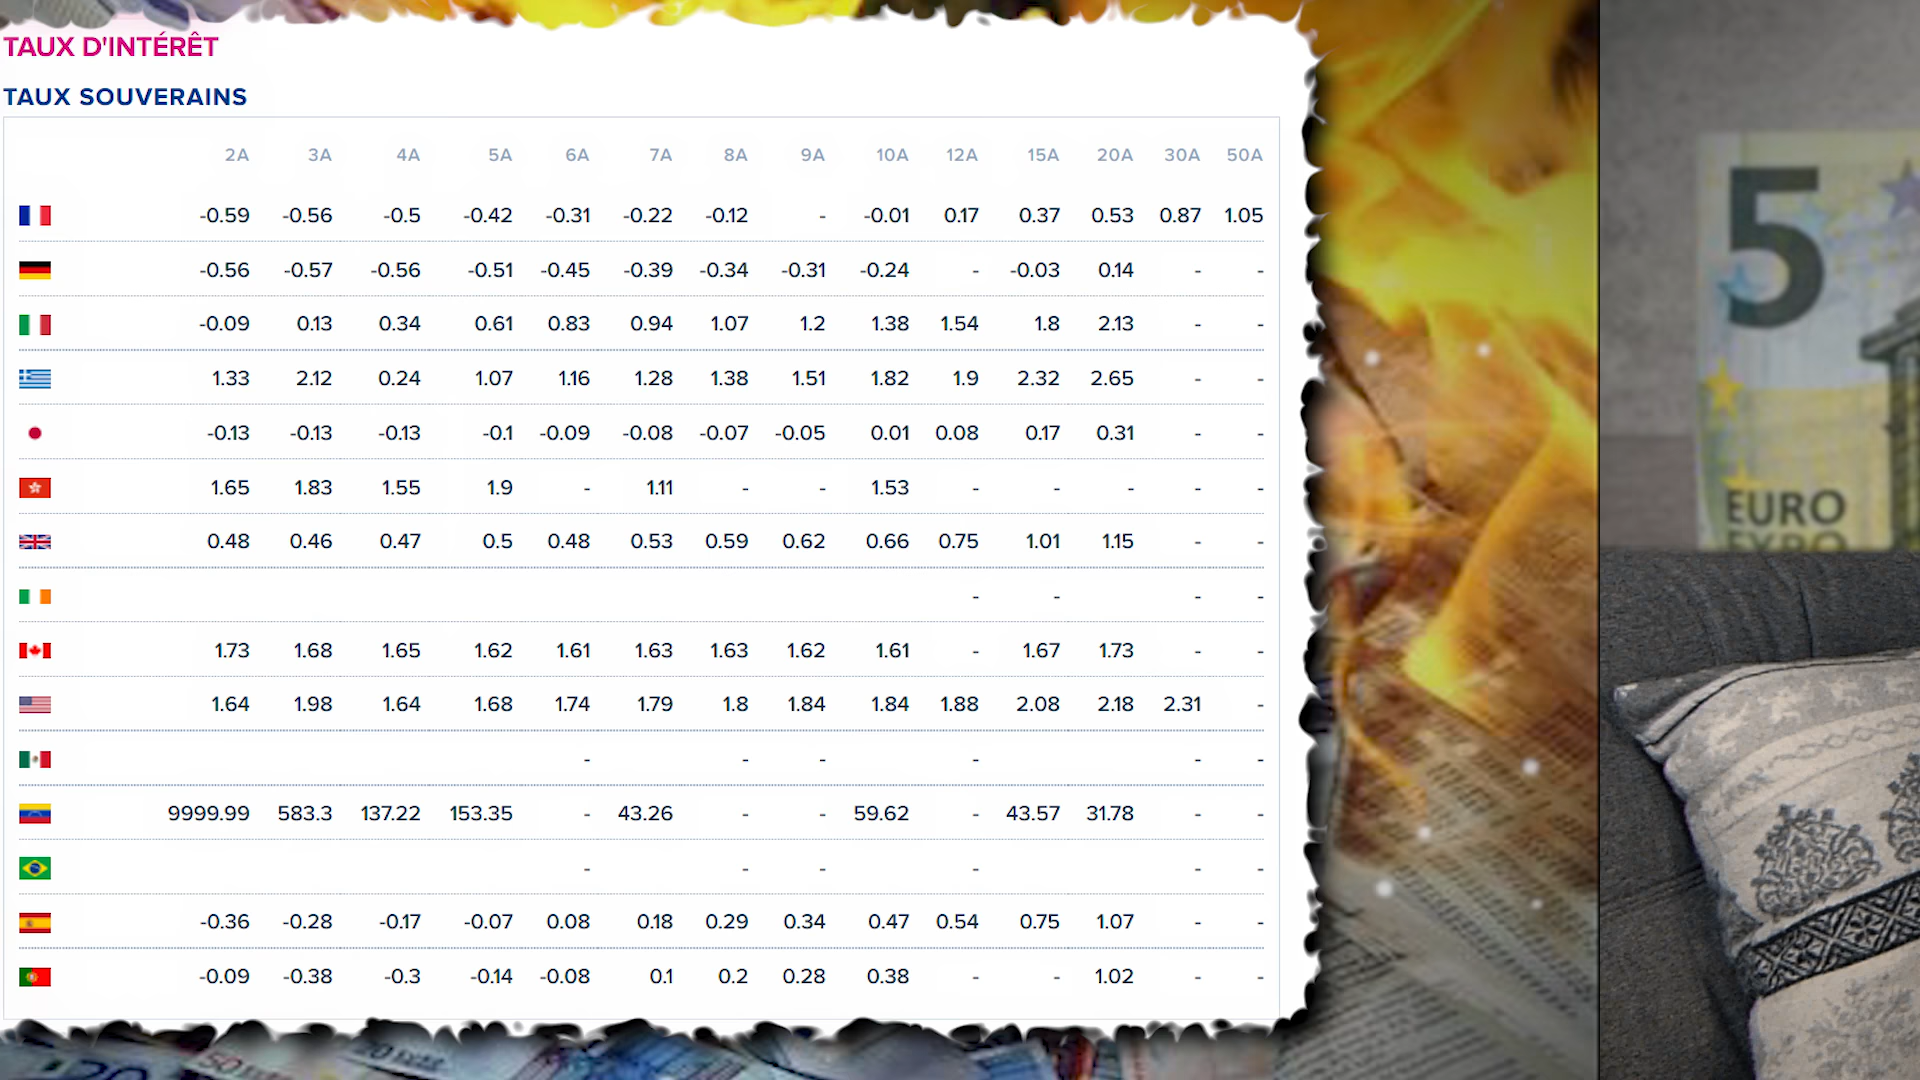 TAUX D'INTÉRÊT
TAUX SOUVERAINS
2A 3A 4A 5A 6A 7A 8A 9A 10A 12A 15A 20A 30A 50A
-0.59 -0.56 -0.5 -0.42 -0.31 -0.22 -0.12 - -0.01 0.17 0.37 0.53 0.87 1.05
-0.56 -0.57 -0.56 -0.51 -0.45 -0.39 -0.34 -0.31 -0.24 - -0.03 0.14 - -
-0.09 0.13 0.34 0.61 0.83 0.94 1.07 1.2 1.38 1.54 1.8 2.13 - -
1.33 2.12 0.24 1.07 1.16 1.28 1.38 1.51 1.82 1.9 2.32 2.65 - -
-0.13 -0.13 -0.13 -0.1 -0.09 -0.08 -0.07 -0.05 0.01 0.08 0.17 0.31 - -
1.65 1.83 1.55 1.9 - 1.11 - - 1.53 - - - - -
0.48 0.46 0.47 0.5 0.48 0.53 0.59 0.62 0.66 0.75 1.01 1.15 - -
- - - -
1.73 1.68 1.65 1.62 1.61 1.63 1.63 1.62 1.61 - 1.67 1.73 - -
1.64 1.98 1.64 1.68 1.74 1.79 1.8 1.84 1.84 1.88 2.08 2.18 2.31 -
- - - - - -
9999.99 583.3 137.22 153.35 - 43.26 - - 59.62 - 43.57 31.78 - -
- - - - - -
-0.36 -0.28 -0.17 -0.07 0.08 0.18 0.29 0.34 0.47 0.54 0.75 1.07 - -
-0.09 -0.38 -0.3 -0.14 -0.08 0.1 0.2 0.28 0.38 - - 1.02 - -
5
EURO
EYPO
20